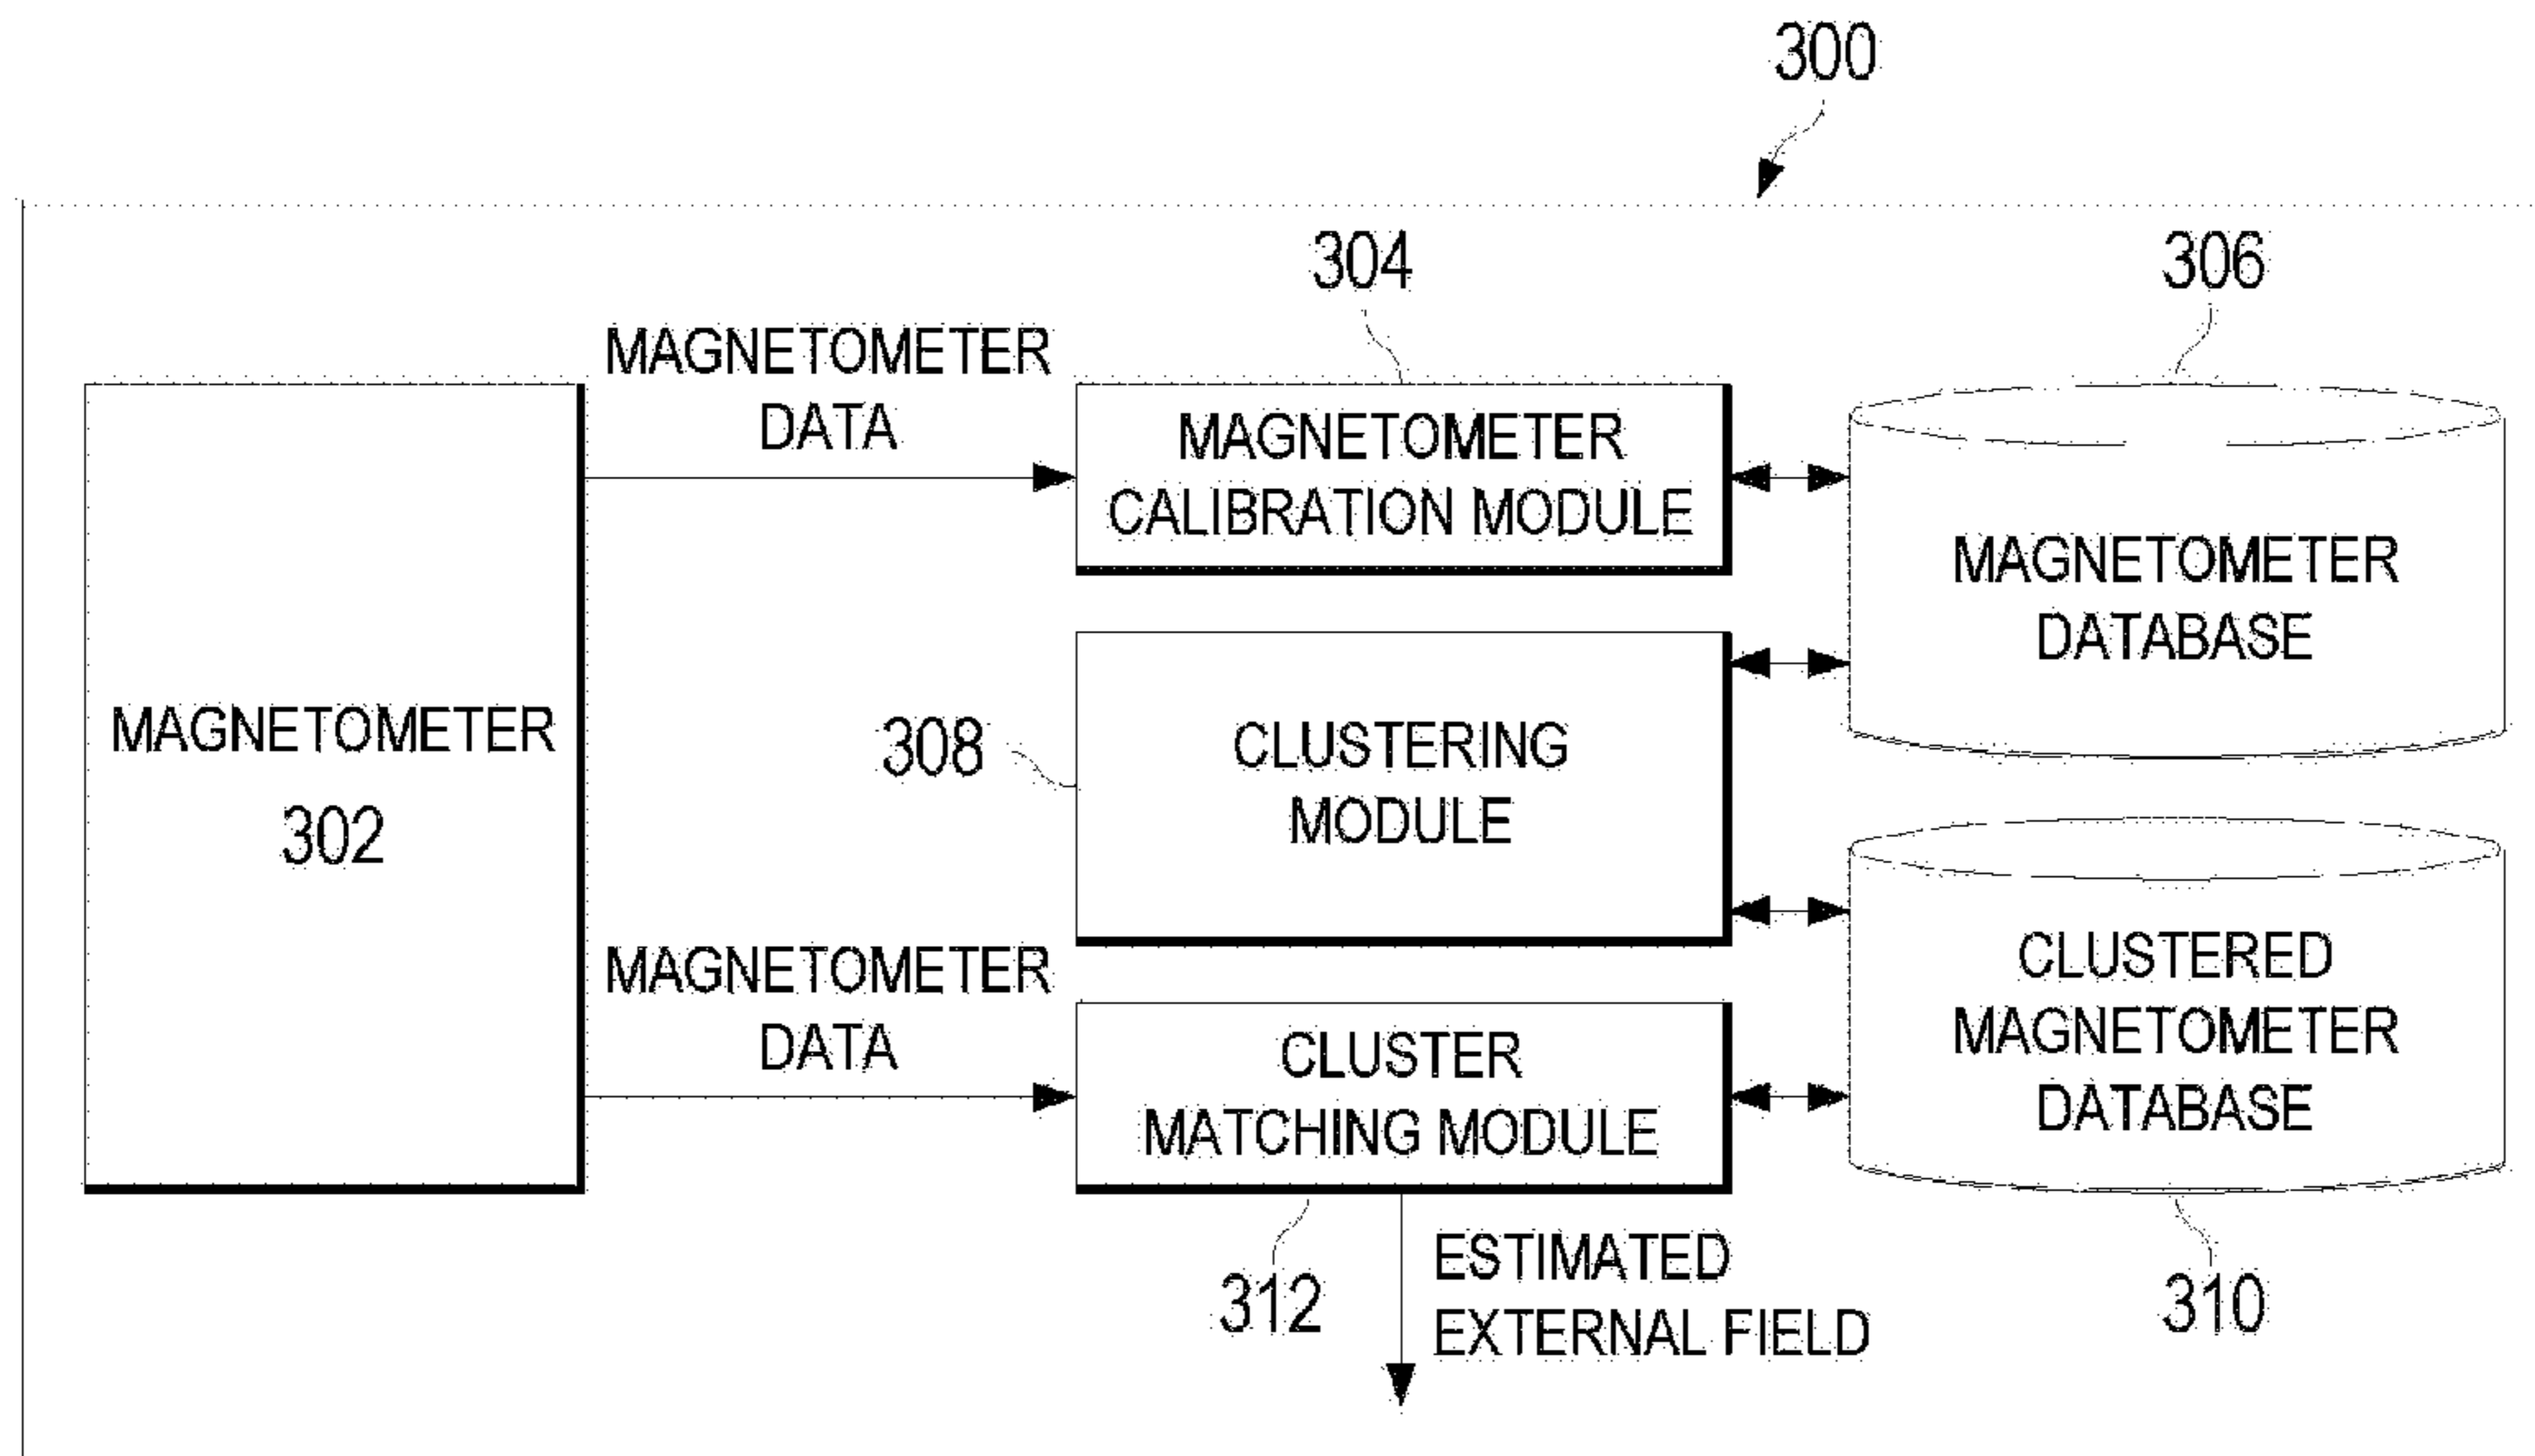 300
304
306
MAGNETOMETER
DATA
MAGNETOMETER
CALIBRATION MODULE
MAGNETOMETER
DATABASE
MAGNETOMETER
302
308
CLUSTERING
MODULE
MAGNETOMETER
DATA
CLUSTER
MATCHING MODULE
CLUSTERED
MAGNETOMETER
DATABASE
312
ESTIMATED
EXTERNAL FIELD
310